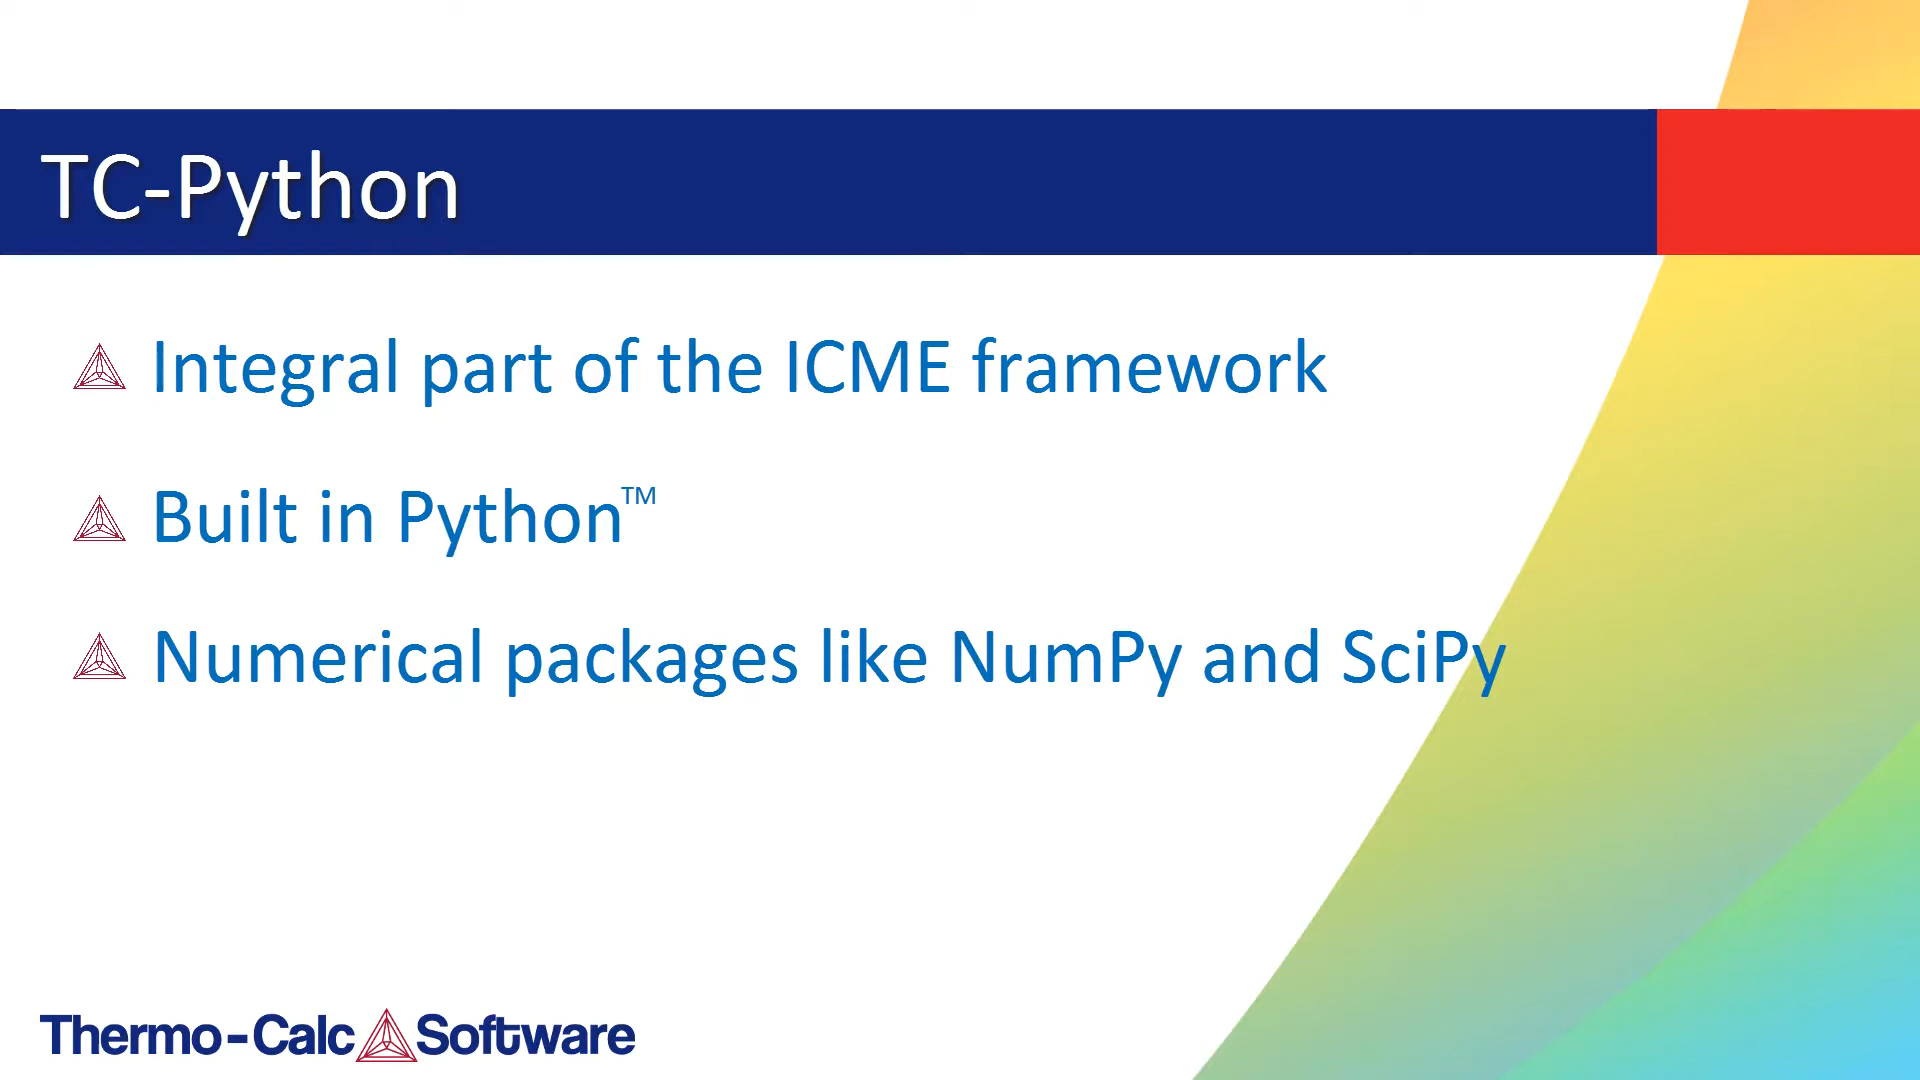 TC-Python
Integral part of the ICME framework
Built in Python™
Numerical packages like NumPy and SciPy
Thermo-Calc Software